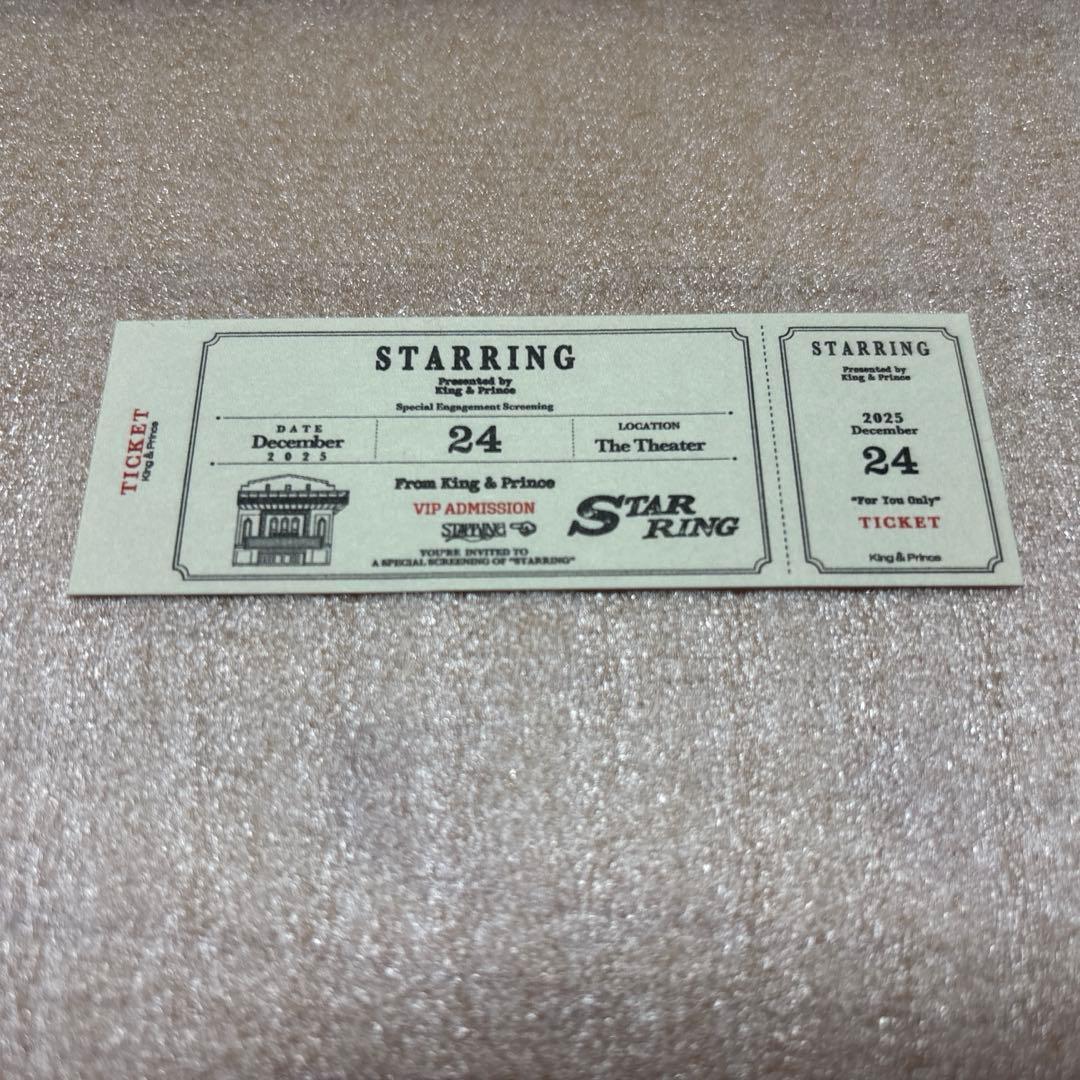 TICKET
King & Prince
STARRING
Presented by
King & Prince
Special Engagement Screening
DATE
December
2025
24
LOCATION
The Theater
From King & Prince
VIP ADMISSION
STARRING
YOU'RE INVITED TO
A SPECIAL SCREENING OF "STARRING"
STAR
RING
STARRING
Presented by
King & Prince
2025
December
24
"For You Only"
TICKET
King & Prince